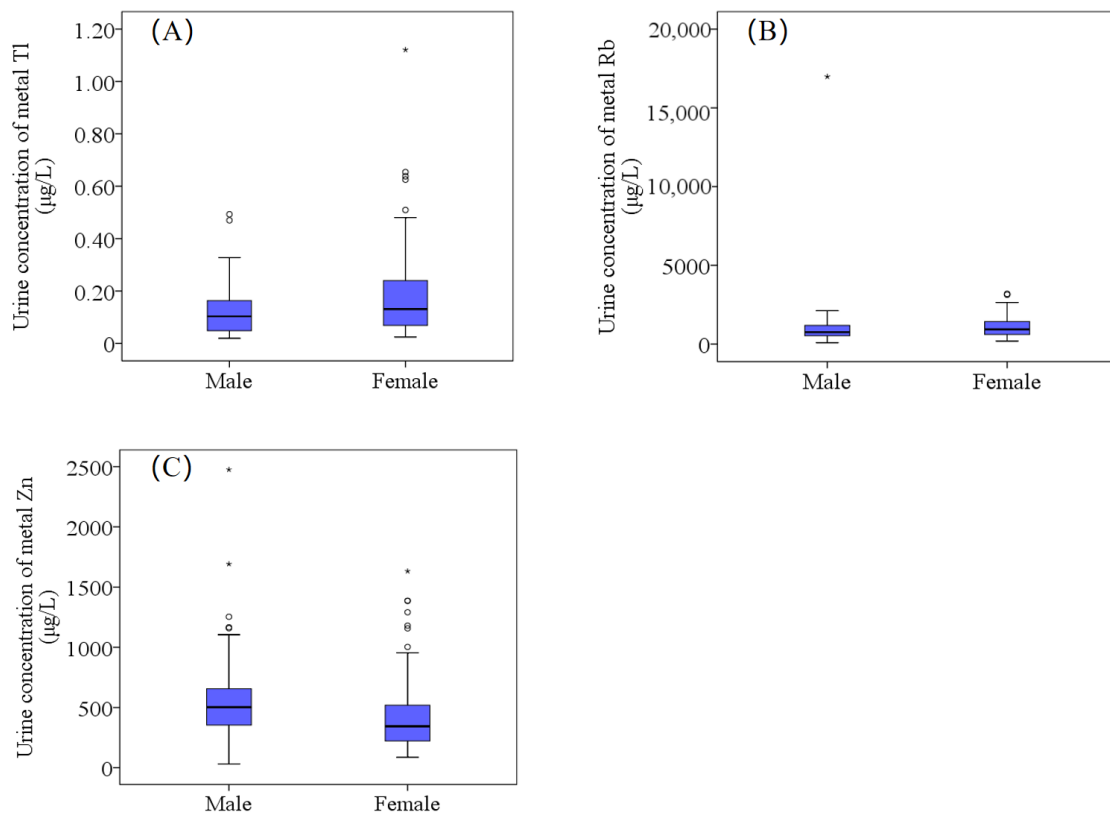 (A)
Urine concentration of metal Tl
(μg/L)
1.20
1.00
0.80
0.60
0.40
0.20
0
Male
Female
(B)
Urine concentration of metal Rb
(μg/L)
20,000
15,000
10,000
5000
0
Male
Female
(C)
Urine concentration of metal Zn
(μg/L)
2500
2000
1500
1000
500
0
Male
Female